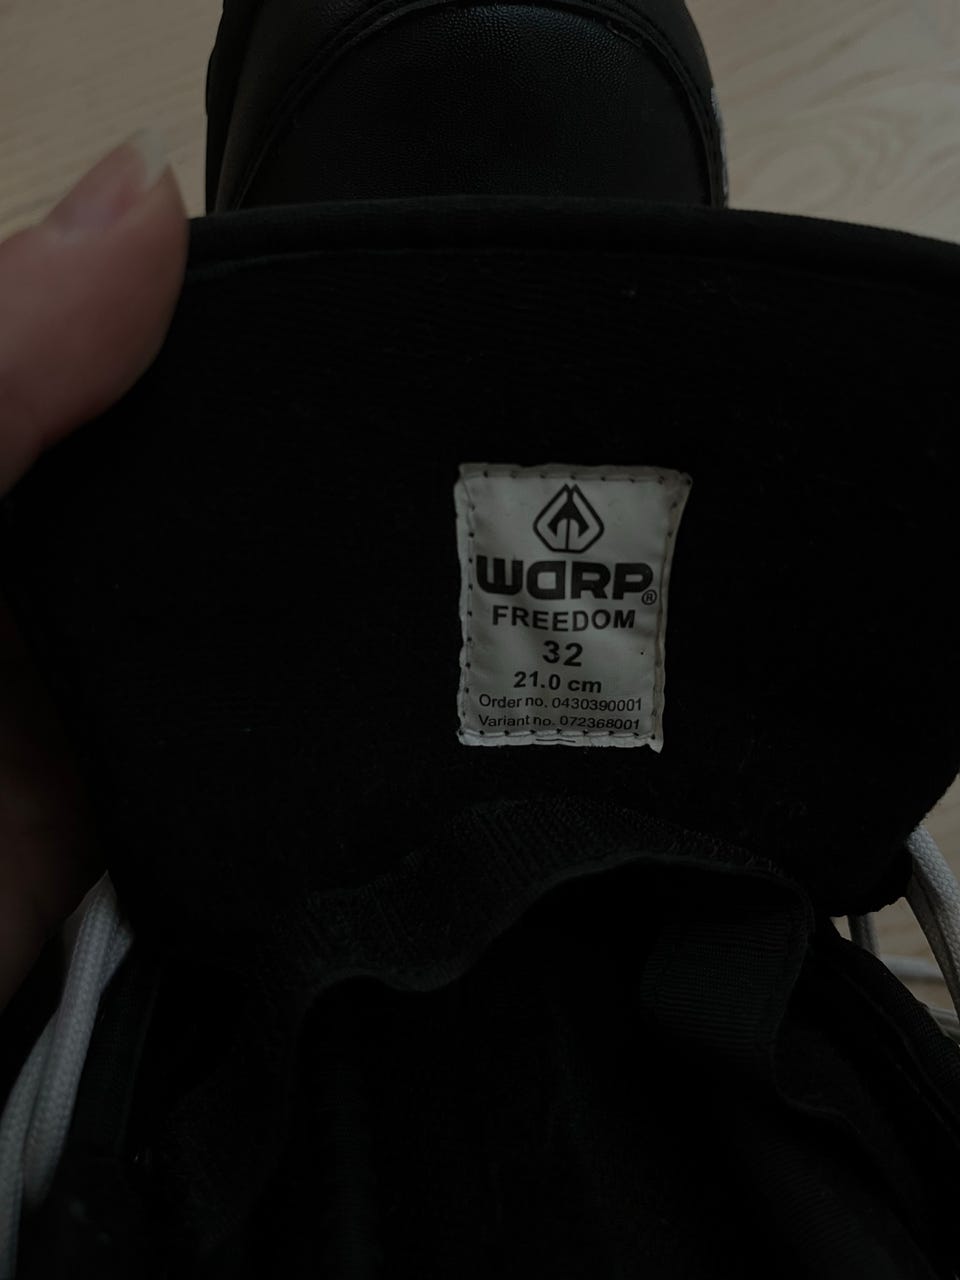 WARP®
FREEDOM
32
21.0 cm
Order no. 0430390001
Variant no. 072368001